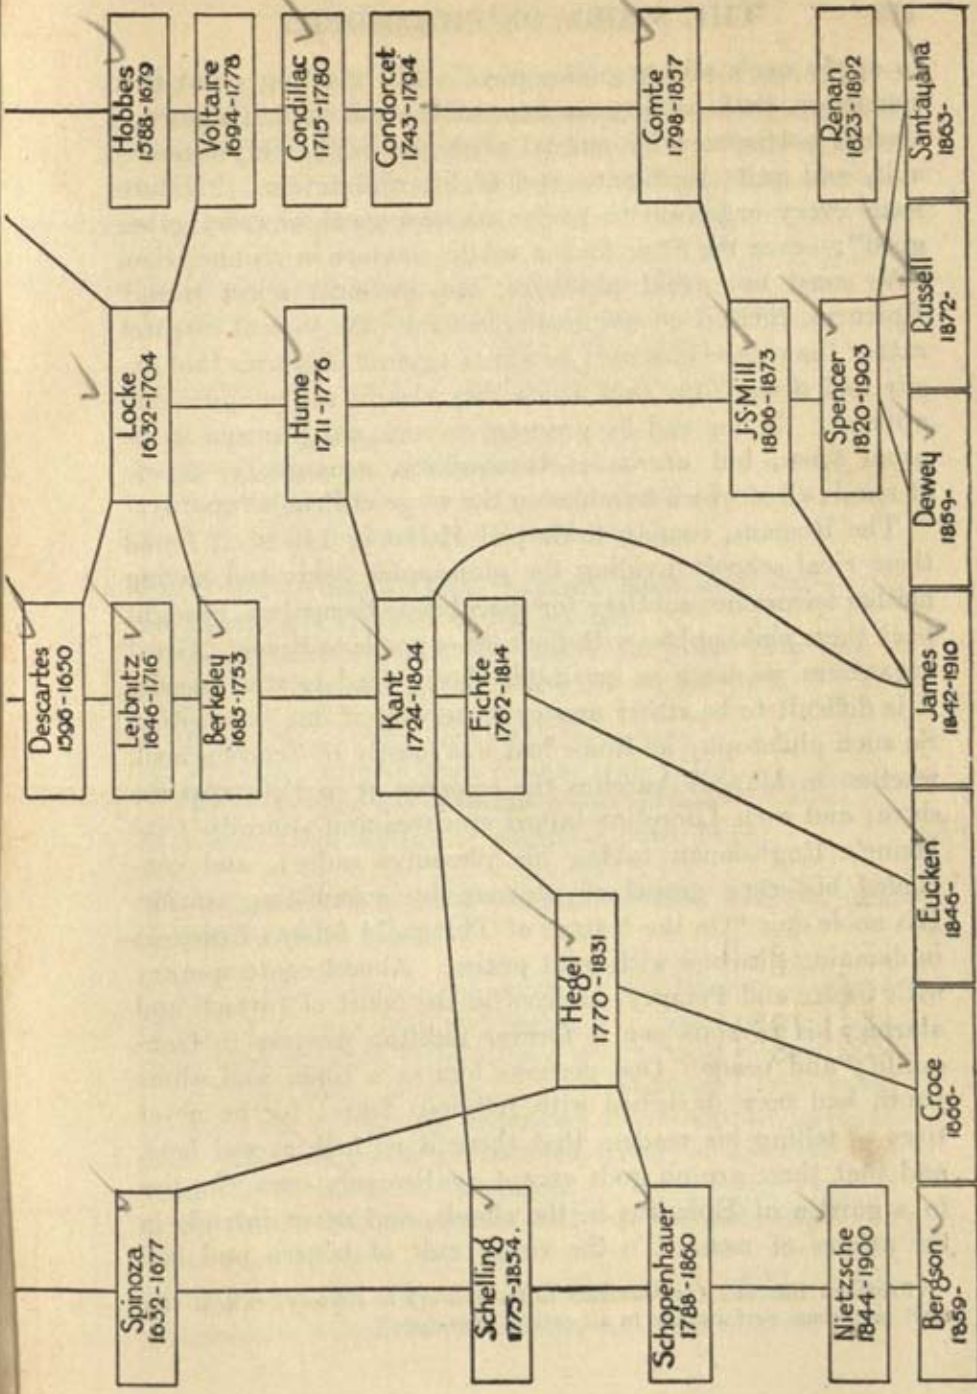 Descartes
1596-1650
Spinoza
1632-1677
Leibnitz
1646-1716
Locke
1632-1704
Hobbes
1588-1679
Berkeley
1685-1753
Voltaire
1694-1778
Hume
1711-1776
Condillac
1715-1780
Kant
1724-1804
Condorcet
1743-1794
Schelling
1775-1854.
Fichte
1762-1814
Hegel
1770-1831
Schopenhauer
1788-1860
J·S·Mill
1806-1873
Comte
1798-1857
Nietzsche
1844-1900
Spencer
1820-1903
Renan
1823-1892
Bergson
1859-
Croce
1866-
Eucken
1846-
James
1842-1910
Dewey
1859-
Russell
1872-
Santayana
1863-